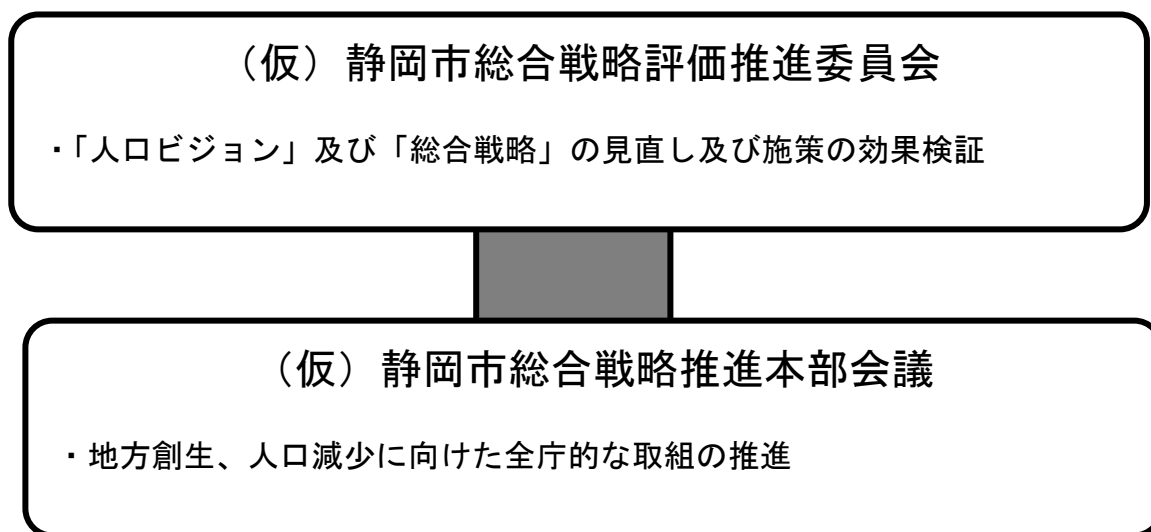 （仮）静岡市総合戦略評価推進委員会
・「人口ビジョン」及び「総合戦略」の見直し及び施策の効果検証
（仮）静岡市総合戦略推進本部会議
・地方創生、人口減少に向けた全庁的な取組の推進